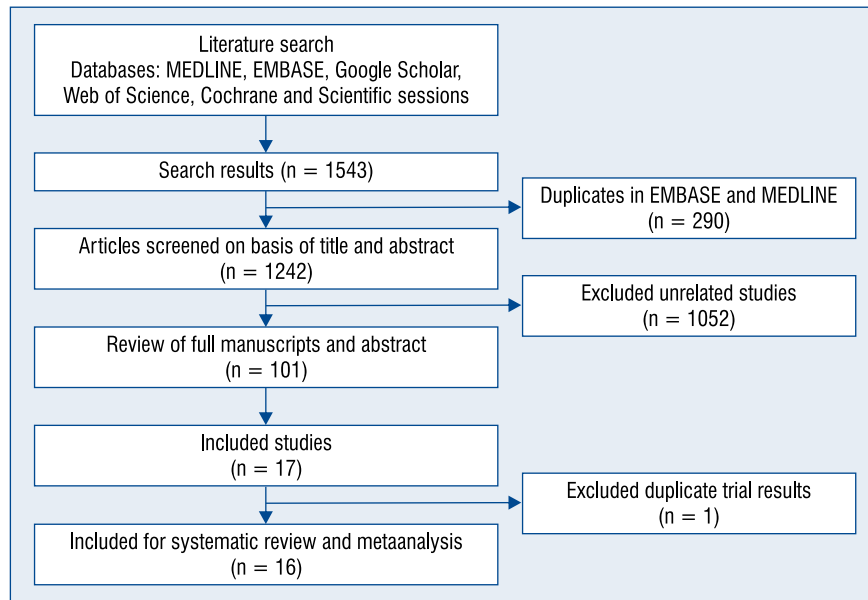 Literature search
Databases: MEDLINE, EMBASE, Google Scholar,
Web of Science, Cochrane and Scientific sessions
Search results (n = 1543)
Duplicates in EMBASE and MEDLINE
(n = 290)
Articles screened on basis of title and abstract
(n = 1242)
Excluded unrelated studies
(n = 1052)
Review of full manuscripts and abstract
(n = 101)
Included studies
(n = 17)
Excluded duplicate trial results
(n = 1)
Included for systematic review and metaanalysis
(n = 16)